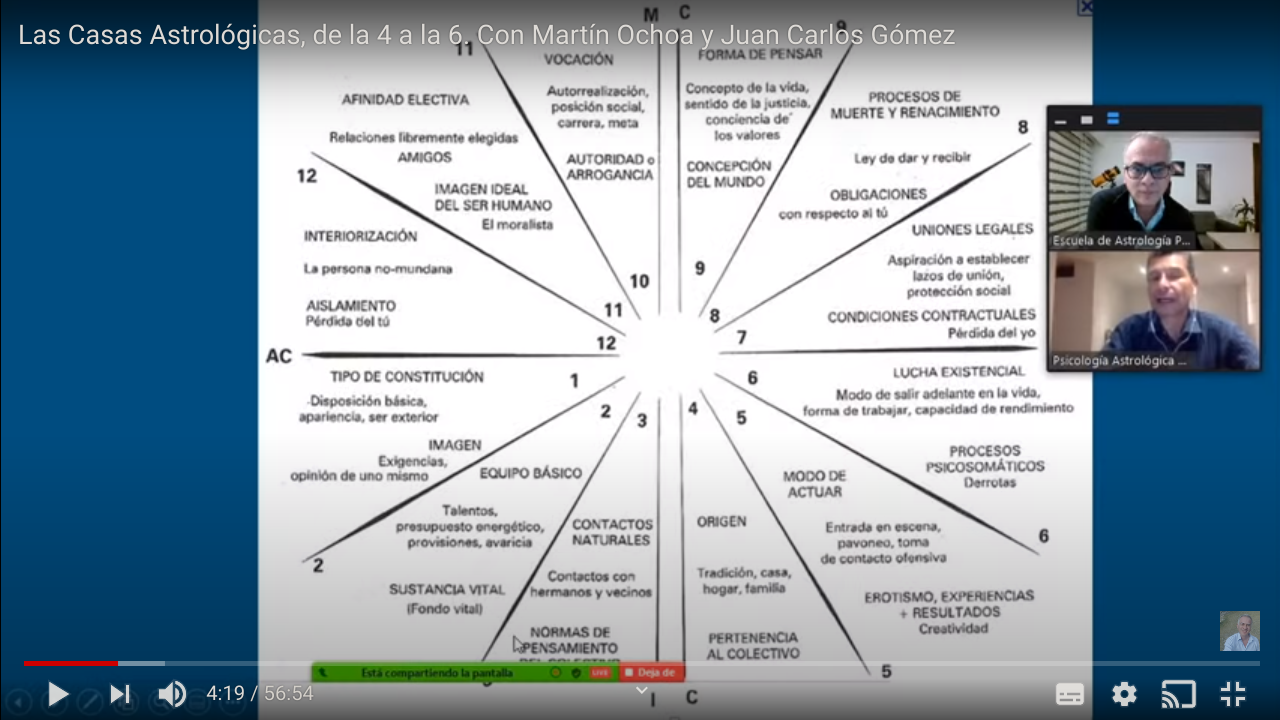 Las Casas Astrológicas, de la 4 a la 6. Con Martín Ochoa y Juan Carlos Gómez
M C
11
VOCACIÓN
Autorrealización,
posición social,
carrera, meta
AUTORIDAD o
ARROGANCIA
10
9
FORMA DE PENSAR
Concepto de la vida,
sentido de la justicia,
conciencia de
los valores
CONCEPCIÓN
DEL MUNDO
9
AFINIDAD ELECTIVA
Relaciones libremente elegidas
AMIGOS
IMAGEN IDEAL
DEL SER HUMANO
El moralista
11
PROCESOS DE
MUERTE Y RENACIMIENTO
8
Ley de dar y recibir
OBLIGACIONES
con respecto al tú
8
12
INTERIORIZACIÓN
La persona no-mundana
AISLAMIENTO
Pérdida del tú
12
UNIONES LEGALES
Aspiración a establecer
lazos de unión,
protección social
CONDICIONES CONTRACTUALES
Pérdida del yo
7
Escuela de Astrología P...
Psicología Astrológica ...
AC
TIPO DE CONSTITUCIÓN
1
Disposición básica,
apariencia, ser exterior
IMAGEN
Exigencias,
opinión de uno mismo
LUCHA EXISTENCIAL
6
Modo de salir adelante en la vida,
forma de trabajar, capacidad de rendimiento
PROCESOS
PSICOSOMÁTICOS
Derrotas
6
2
EQUIPO BÁSICO
Talentos,
presupuesto energético,
provisiones, avaricia
SUSTANCIA VITAL
(Fondo vital)
2
3
CONTACTOS
NATURALES
Contactos con
hermanos y vecinos
NORMAS DE
PENSAMIENTO
DEL COLECTIVO
4
ORIGEN
Tradición, casa,
hogar, familia
PERTENENCIA
AL COLECTIVO
5
MODO DE
ACTUAR
Entrada en escena,
pavoneo, toma
de contacto ofensiva
EROTISMO, EXPERIENCIAS
+ RESULTADOS
Creatividad
5
I C
Está compartiendo la pantalla
LIVE
Deja de
4:19 / 56:54